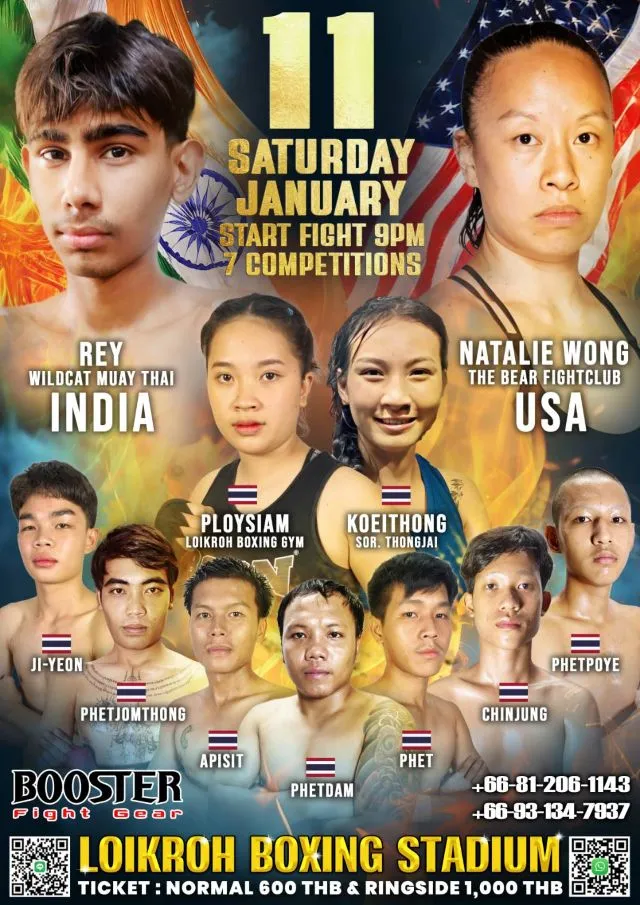 11
SATURDAY
JANUARY
START FIGHT 9PM
7 COMPETITIONS
REY
WILDCAT MUAY THAI
INDIA
NATALIE WONG
THE BEAR FIGHTCLUB
USA
PLOYSIAM
LOIKROH BOXING GYM
KOEITHONG
SOR. THONGJAI
JI-YEON
PHETJOMTHONG
APISIT
PHETDAM
PHET
CHINJUNG
PHETPOYE
BOOSTER
Fight Gear
+66-81-206-1143
+66-93-134-7937
LOIKROH BOXING STADIUM
TICKET : NORMAL 600 THB & RINGSIDE 1,000 THB